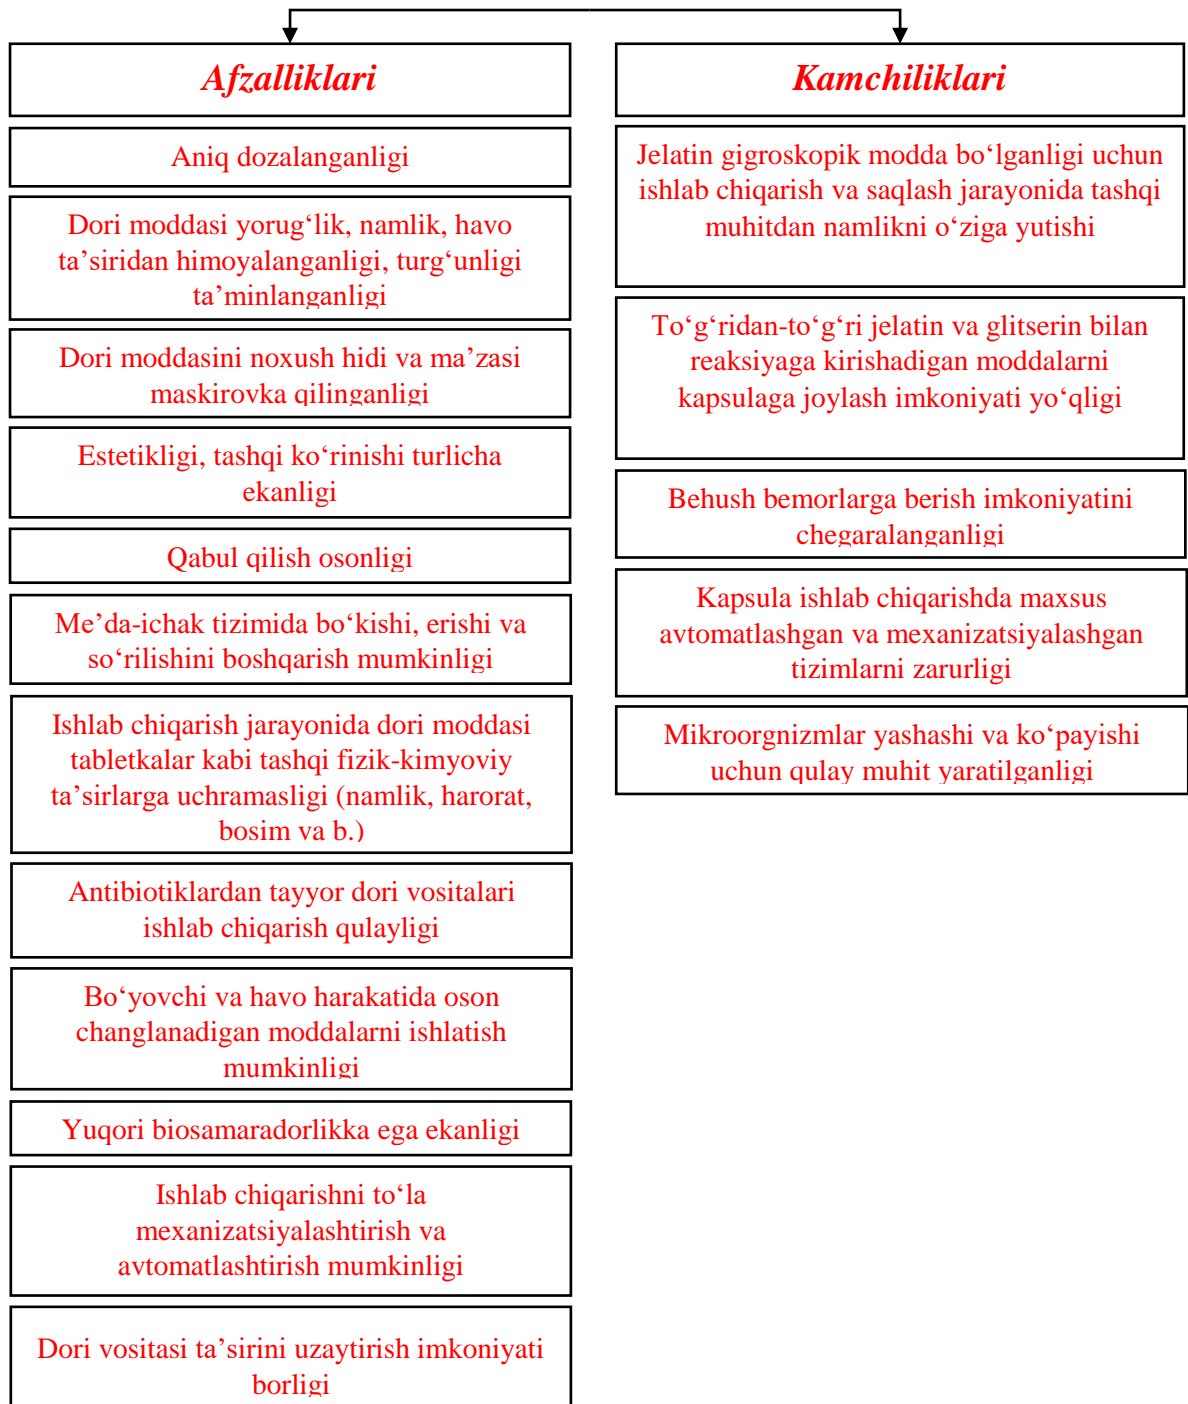 Afzalliklari
Aniq dozalanganligi
Dori moddasi yorug‘lik, namlik, havo
ta’siridan himoyalanganligi, turg‘unligi
ta’minlanganligi
Dori moddasini noxush hidi va ma’zasi
maskirovka qilinganligi
Estetikligi, tashqi ko‘rinishi turlicha
ekanligi
Qabul qilish osonligi
Me’da-ichak tizimida bo‘kishi, erishi va
so‘rilishini boshqarish mumkinligi
Ishlab chiqarish jarayonida dori moddasi
tabletkalar kabi tashqi fizik-kimyoviy
ta’sirlarga uchramasligi (namlik, harorat,
bosim va b.)
Antibiotiklardan tayyor dori vositalari
ishlab chiqarish qulayligi
Bo‘yovchi va havo harakatida oson
changlanadigan moddalarni ishlatish
mumkinligi
Yuqori biosamaradorlikka ega ekanligi
Ishlab chiqarishni to‘la
mexanizatsiyalashtirish va
avtomatlashtirish mumkinligi
Dori vositasi ta’sirini uzaytirish imkoniyati
borligi
Kamchiliklari
Jelatin gigroskopik modda bo‘lganligi uchun
ishlab chiqarish va saqlash jarayonida tashqi
muhitdan namlikni o‘ziga yutishi
To‘g‘ridan-to‘g‘ri jelatin va glitserin bilan
reaksiyaga kirishadigan moddalarni
kapsulaga joylash imkoniyati yo‘qligi
Behush bemorlarga berish imkoniyatini
chegaralanganligi
Kapsula ishlab chiqarishda maxsus
avtomatlashgan va mexanizatsiyalashgan
tizimlarni zarurligi
Mikroorgnizmlar yashashi va ko‘payishi
uchun qulay muhit yaratilganligi